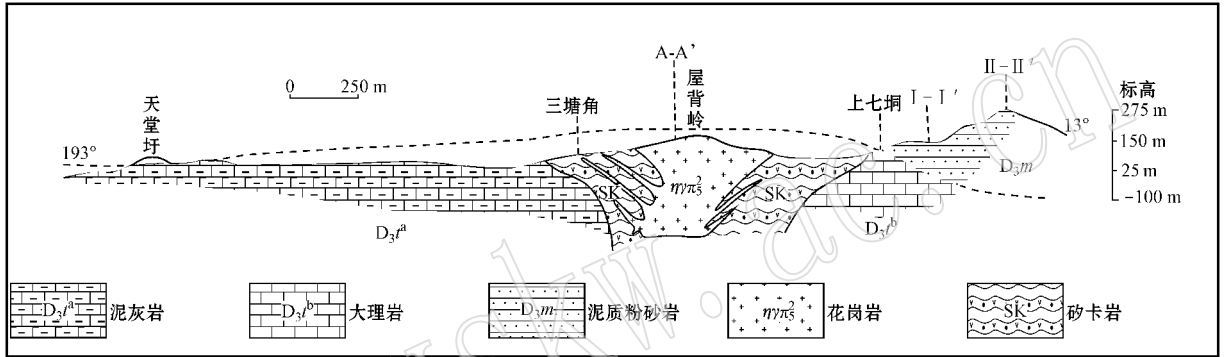 A-A'
屋背岭
0 250 m
三塘角
上七垌
I-I'
II-II'
标高
275 m
150 m
25 m
-100 m
天堂圩
193°
13°
SK
ηγπ₅²
SK
D₃m
D₃tᵃ
D₃tᵇ
D₃tᵃ 泥灰岩
D₃tᵇ 大理岩
D₃m 泥质粉砂岩
ηγπ₅² 花岗岩
SK 矽卡岩